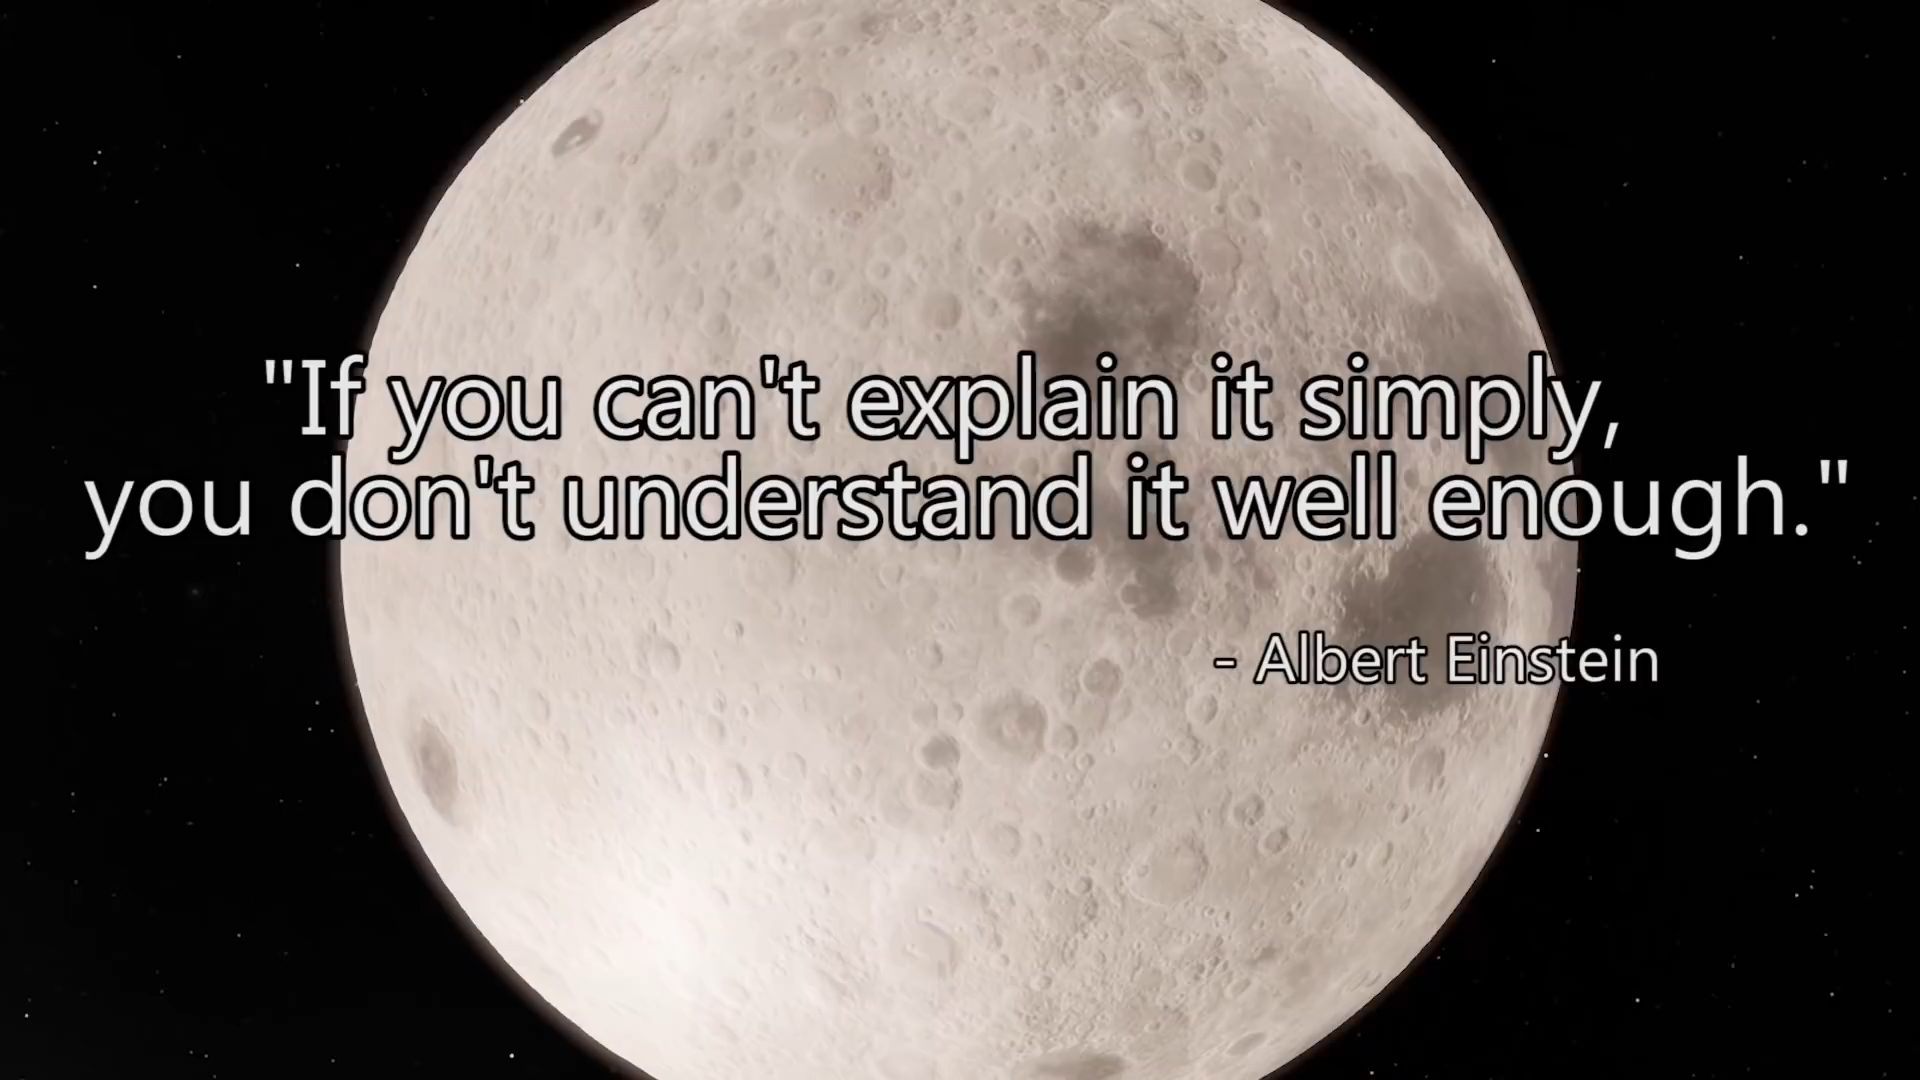 "If you can't explain it simply,
you don't understand it well enough."
- Albert Einstein